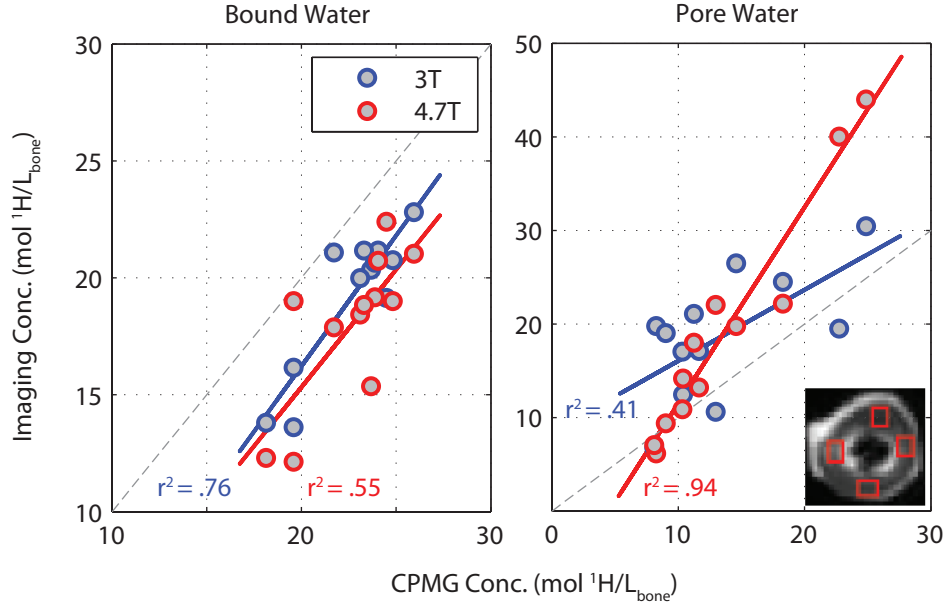 Bound Water
Pore Water
3T
4.7T
30
25
20
15
10
10
20
30
r² = .76
r² = .55
50
40
30
20
10
0
10
20
30
r² = .41
r² = .94
Imaging Conc. (mol ¹H/L_bone)
CPMG Conc. (mol ¹H/L_bone)